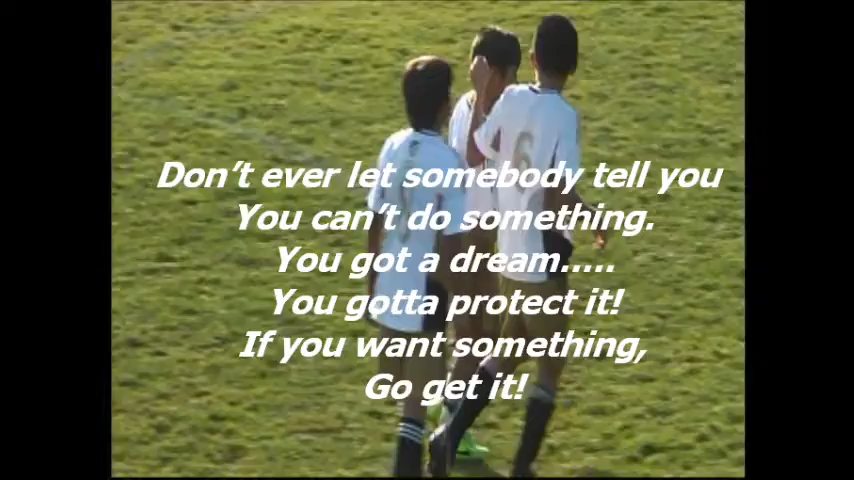 Don't ever let somebody tell you
You can't do something.
You got a dream.....
You gotta protect it!
If you want something,
Go get it!
6